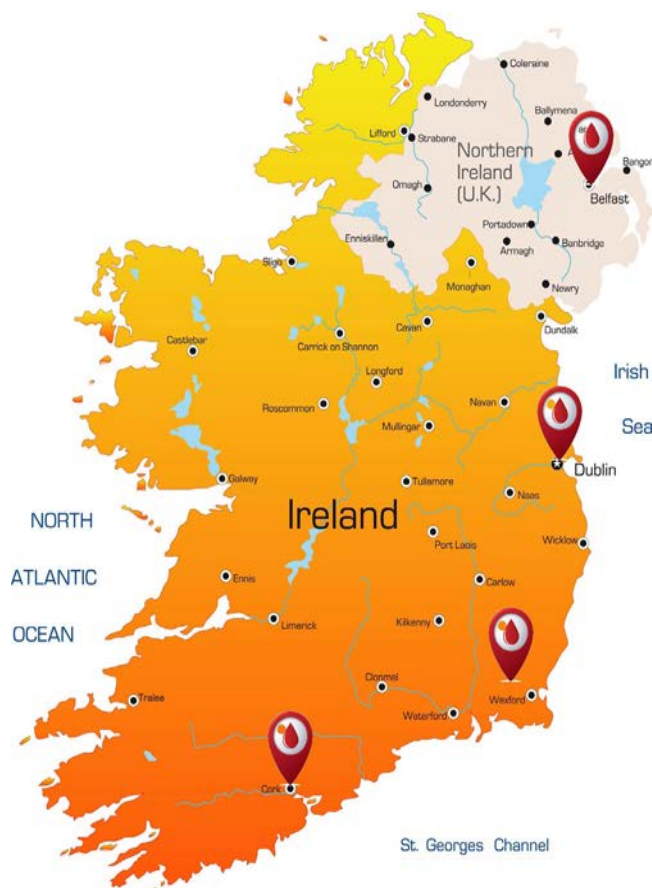 Coleraine
Londonderry
Ballymena
Lifford
Strabane
Northern
Ireland
(U.K.)
Bangor
Omagh
Belfast
Portadown
Enniskillen
Armagh
Banbridge
Sligo
Monaghan
Newry
Cavan
Dundalk
Castlebar
Carrick on Shannon
Irish
Longford
Roscommon
Navan
Mullingar
Sea
Galway
Tullamore
Dublin
Naas
NORTH
Ireland
Port Laois
Wicklow
ATLANTIC
Ennis
Carlow
OCEAN
Limerick
Kilkenny
Clonmel
Tralee
Wexford
Waterford
Cork
St. Georges Channel